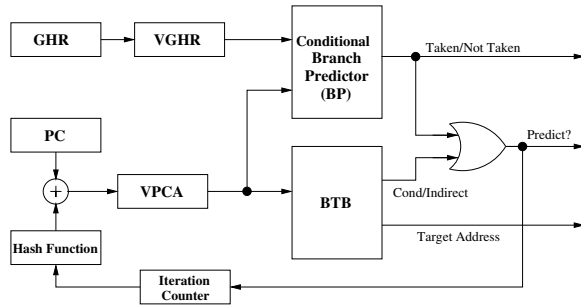 GHR
VGHR
Conditional
Branch
Predictor
(BP)
Taken/Not Taken
PC
Predict?
+
VPCA
BTB
Cond/Indirect
Hash Function
Target Address
Iteration
Counter